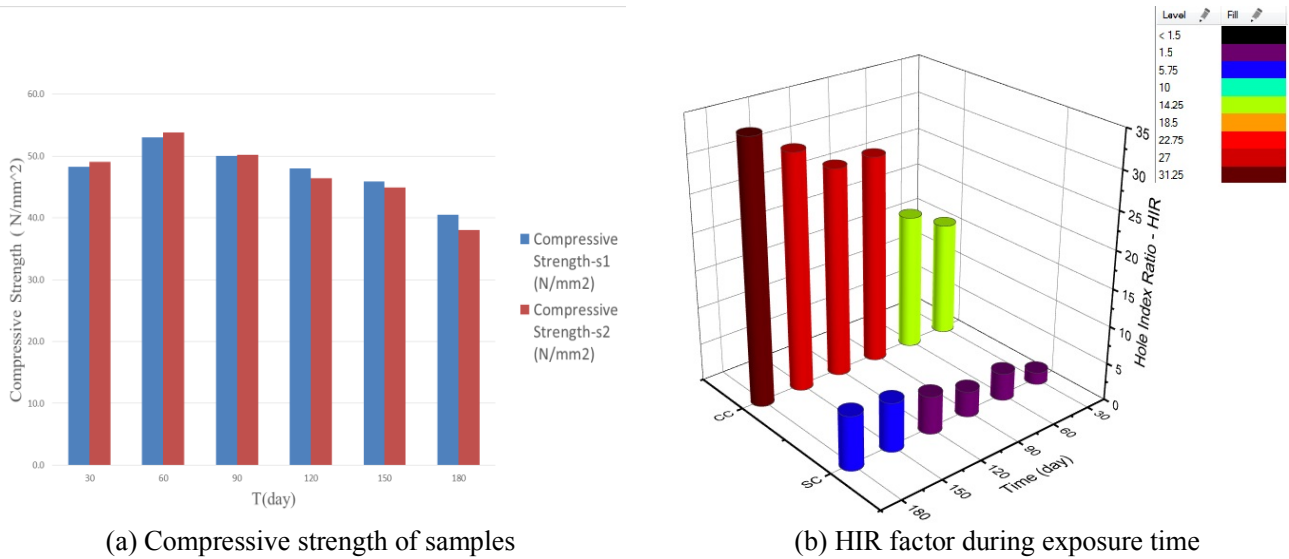 60.0
50.0
40.0
30.0
20.0
10.0
0.0
Compressive Strength ( N/mm^2)
30 60 90 120 150 180
T(day)
Compressive
Strength-s1
(N/mm2)
Compressive
Strength-s2
(N/mm2)
(a) Compressive strength of samples
Level Fill
< 1.5
1.5
5.75
10
14.25
18.5
22.75
27
31.25
35
30
25
20
15
10
5
0
Hole Index Ratio - HIR
CC
SC
180
150
120
90
60
30
Time (day)
(b) HIR factor during exposure time